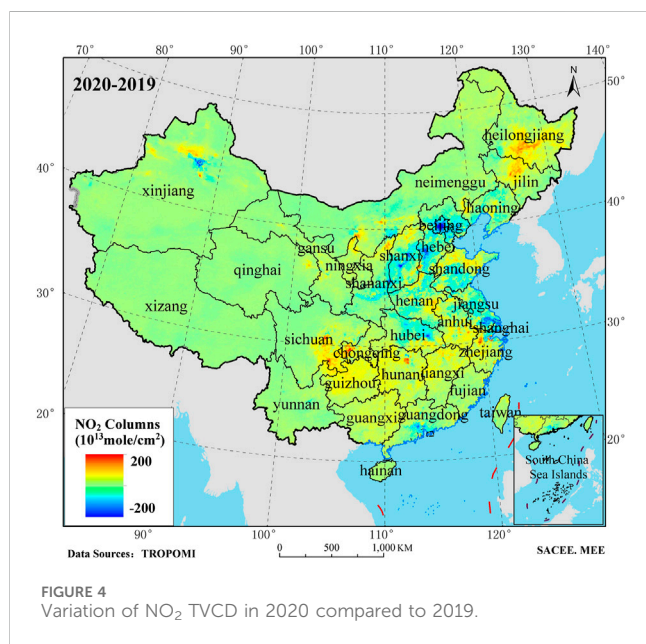 70° 80° 90° 100° 110° 120° 130° 140°
2020-2019
N
50°
heilongjiang
40°
jilin
xinjiang
neimenggu
liaoning
40°
beijing
gansu
hebei
shanxi
qinghai
ningxia
shandong
shananxi
30°
henan
jiangsu
xizang
anhui
30°
hubei
shanghai
sichuan
chongqing
zhejiang
hunan
jiangxi
guizhou
fujian
20°
yunnan
guangxi
guangdong
taiwan
NO₂ Columns
(10¹³mole/cm²)
20°
200
South China
Sea Islands
hainan
-200
90° 100° 110° 120°
Data Sources: TROPOMI
0 500 1,000 KM
SACEE. MEE
FIGURE 4
Variation of NO₂ TVCD in 2020 compared to 2019.